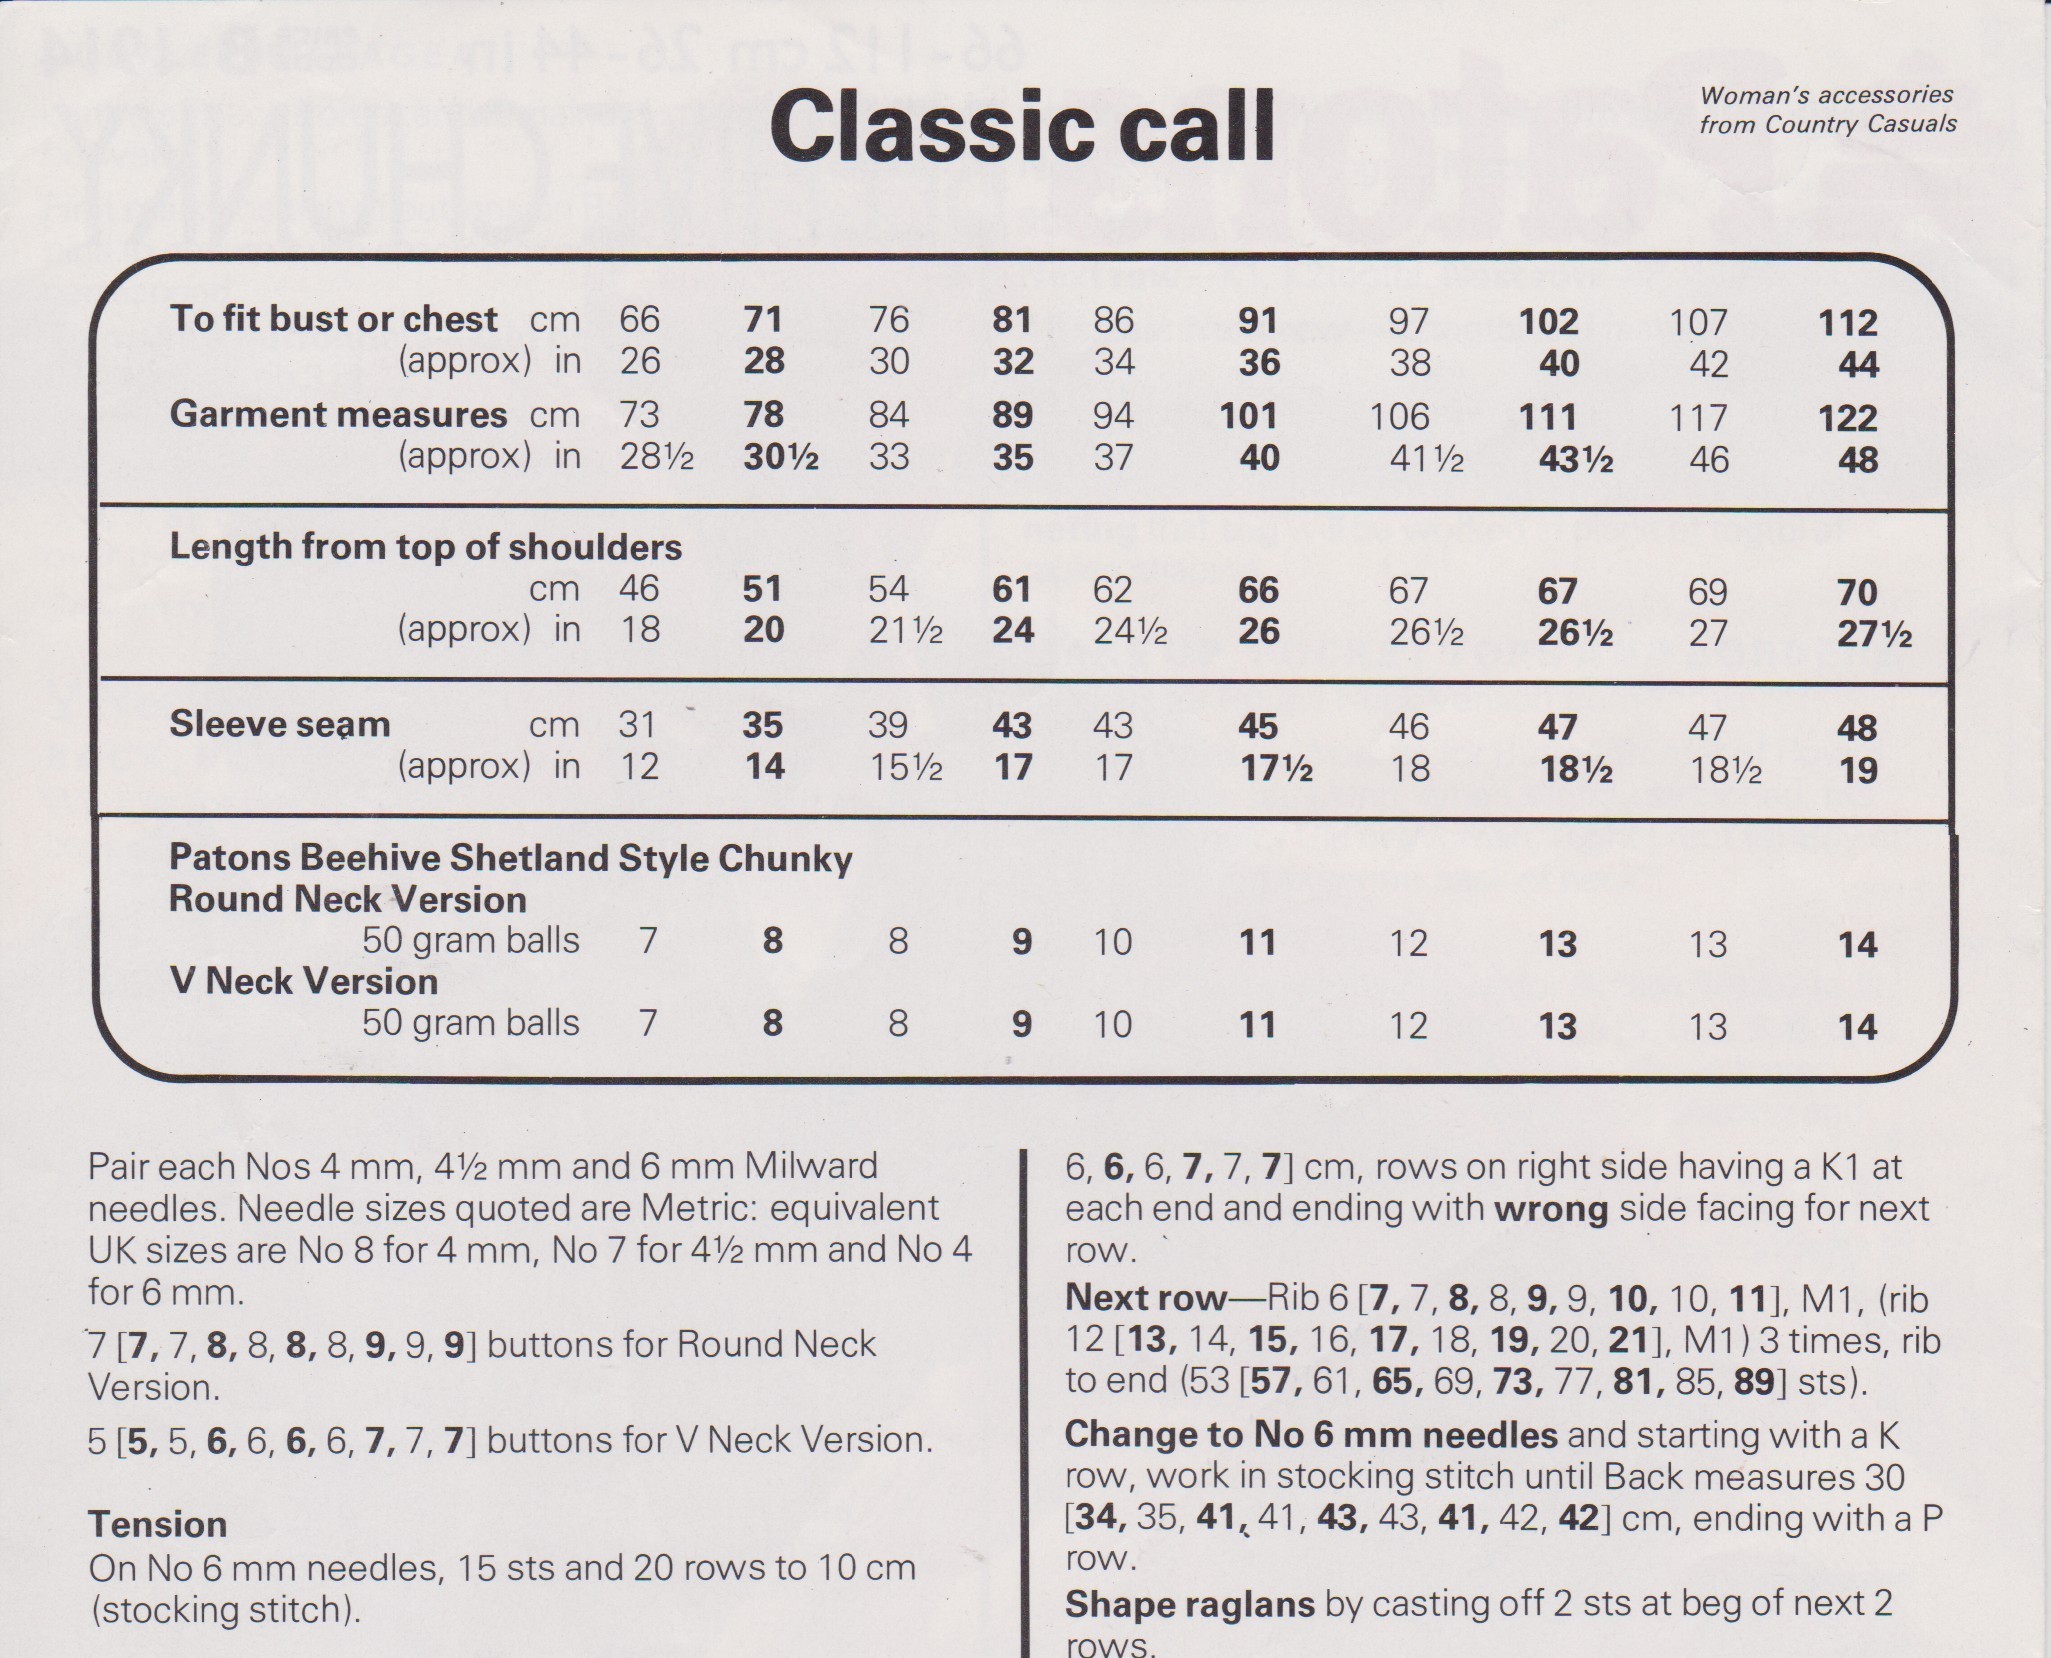 Classic call
Woman's accessories
from Country Casuals
To fit bust or chest cm 66 71 76 81 86 91 97 102 107 112
(approx) in 26 28 30 32 34 36 38 40 42 44
Garment measures cm 73 78 84 89 94 101 106 111 117 122
(approx) in 28½ 30½ 33 35 37 40 41½ 43½ 46 48
Length from top of shoulders
cm 46 51 54 61 62 66 67 67 69 70
(approx) in 18 20 21½ 24 24½ 26 26½ 26½ 27 27½
Sleeve seam cm 31 35 39 43 43 45 46 47 47 48
(approx) in 12 14 15½ 17 17 17½ 18 18½ 18½ 19
Patons Beehive Shetland Style Chunky
Round Neck Version
50 gram balls 7 8 8 9 10 11 12 13 13 14
V Neck Version
50 gram balls 7 8 8 9 10 11 12 13 13 14
Pair each Nos 4 mm, 4½ mm and 6 mm Milward
needles. Needle sizes quoted are Metric: equivalent
UK sizes are No 8 for 4 mm, No 7 for 4½ mm and No 4
for 6 mm.
7 [7, 7, 8, 8, 8, 8, 9, 9, 9] buttons for Round Neck
Version.
5 [5, 5, 6, 6, 6, 6, 7, 7, 7] buttons for V Neck Version.
Tension
On No 6 mm needles, 15 sts and 20 rows to 10 cm
(stocking stitch).
6, 6, 6, 7, 7, 7] cm, rows on right side having a K1 at
each end and ending with wrong side facing for next
row.
Next row—Rib 6 [7, 7, 8, 8, 9, 9, 10, 10, 11], M1, (rib
12 [13, 14, 15, 16, 17, 18, 19, 20, 21], M1) 3 times, rib
to end (53 [57, 61, 65, 69, 73, 77, 81, 85, 89] sts).
Change to No 6 mm needles and starting with a K
row, work in stocking stitch until Back measures 30
[34, 35, 41, 41, 43, 43, 41, 42, 42] cm, ending with a P
row.
Shape raglans by casting off 2 sts at beg of next 2
rows.